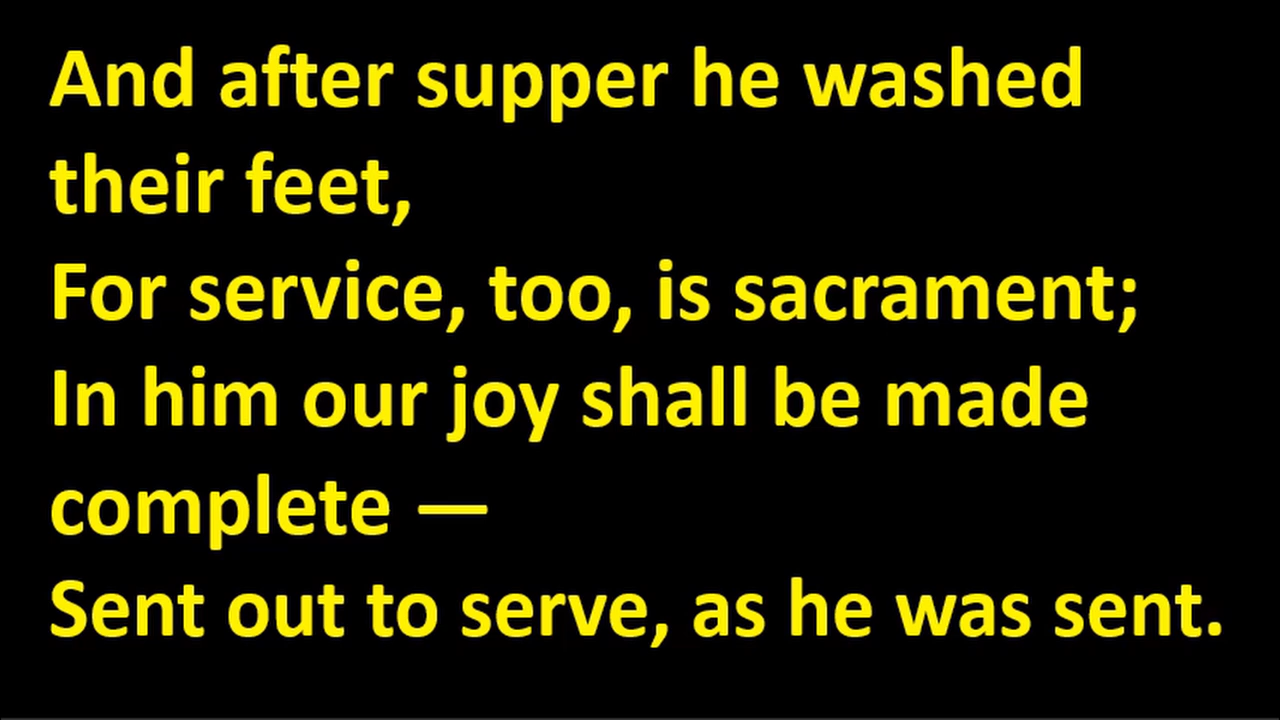 And after supper he washed
their feet,
For service, too, is sacrament;
In him our joy shall be made
complete —
Sent out to serve, as he was sent.